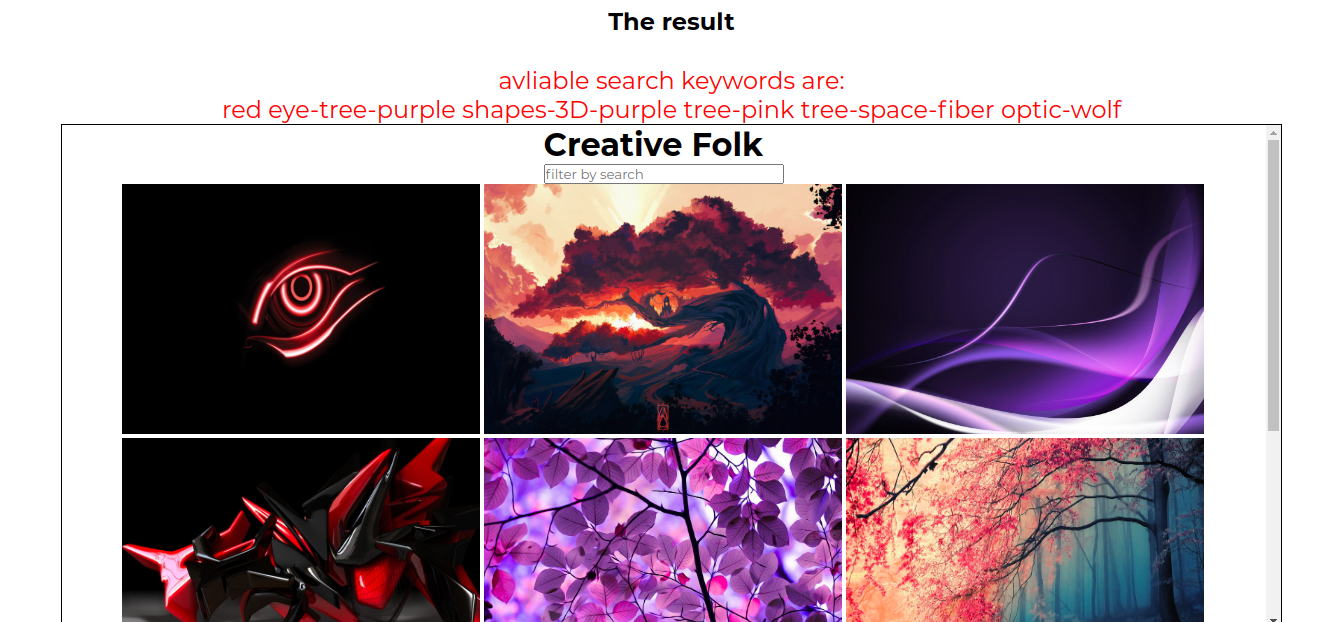 The result
avliable search keywords are:
red eye-tree-purple shapes-3D-purple tree-pink tree-space-fiber optic-wolf
Creative Folk
filter by search